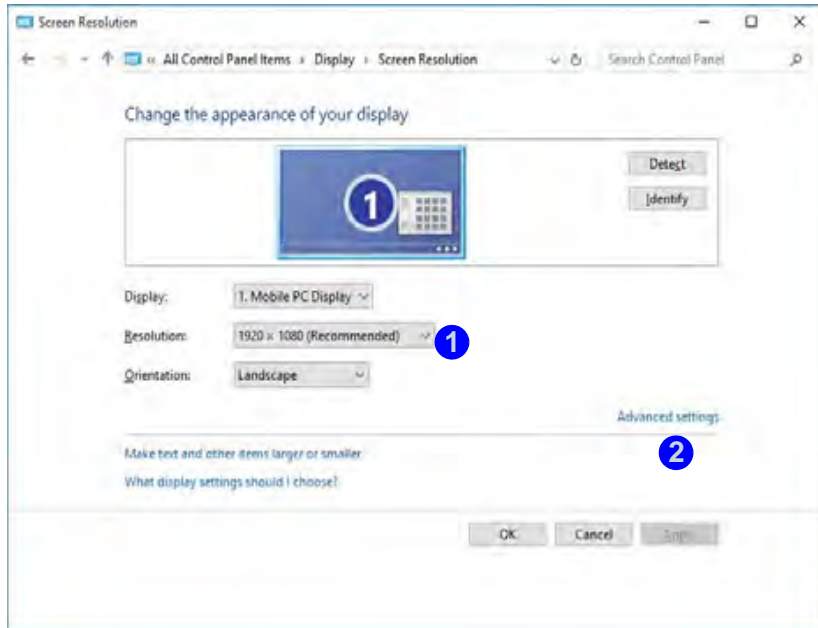 Screen Resolution
« All Control Panel Items › Display › Screen Resolution
Search Control Panel
Change the appearance of your display
1
Detect
Identify
Display: 1. Mobile PC Display
Resolution: 1920 × 1080 (Recommended) 1
Orientation: Landscape
Advanced settings
2
Make text and other items larger or smaller
What display settings should I choose?
OK Cancel Apply